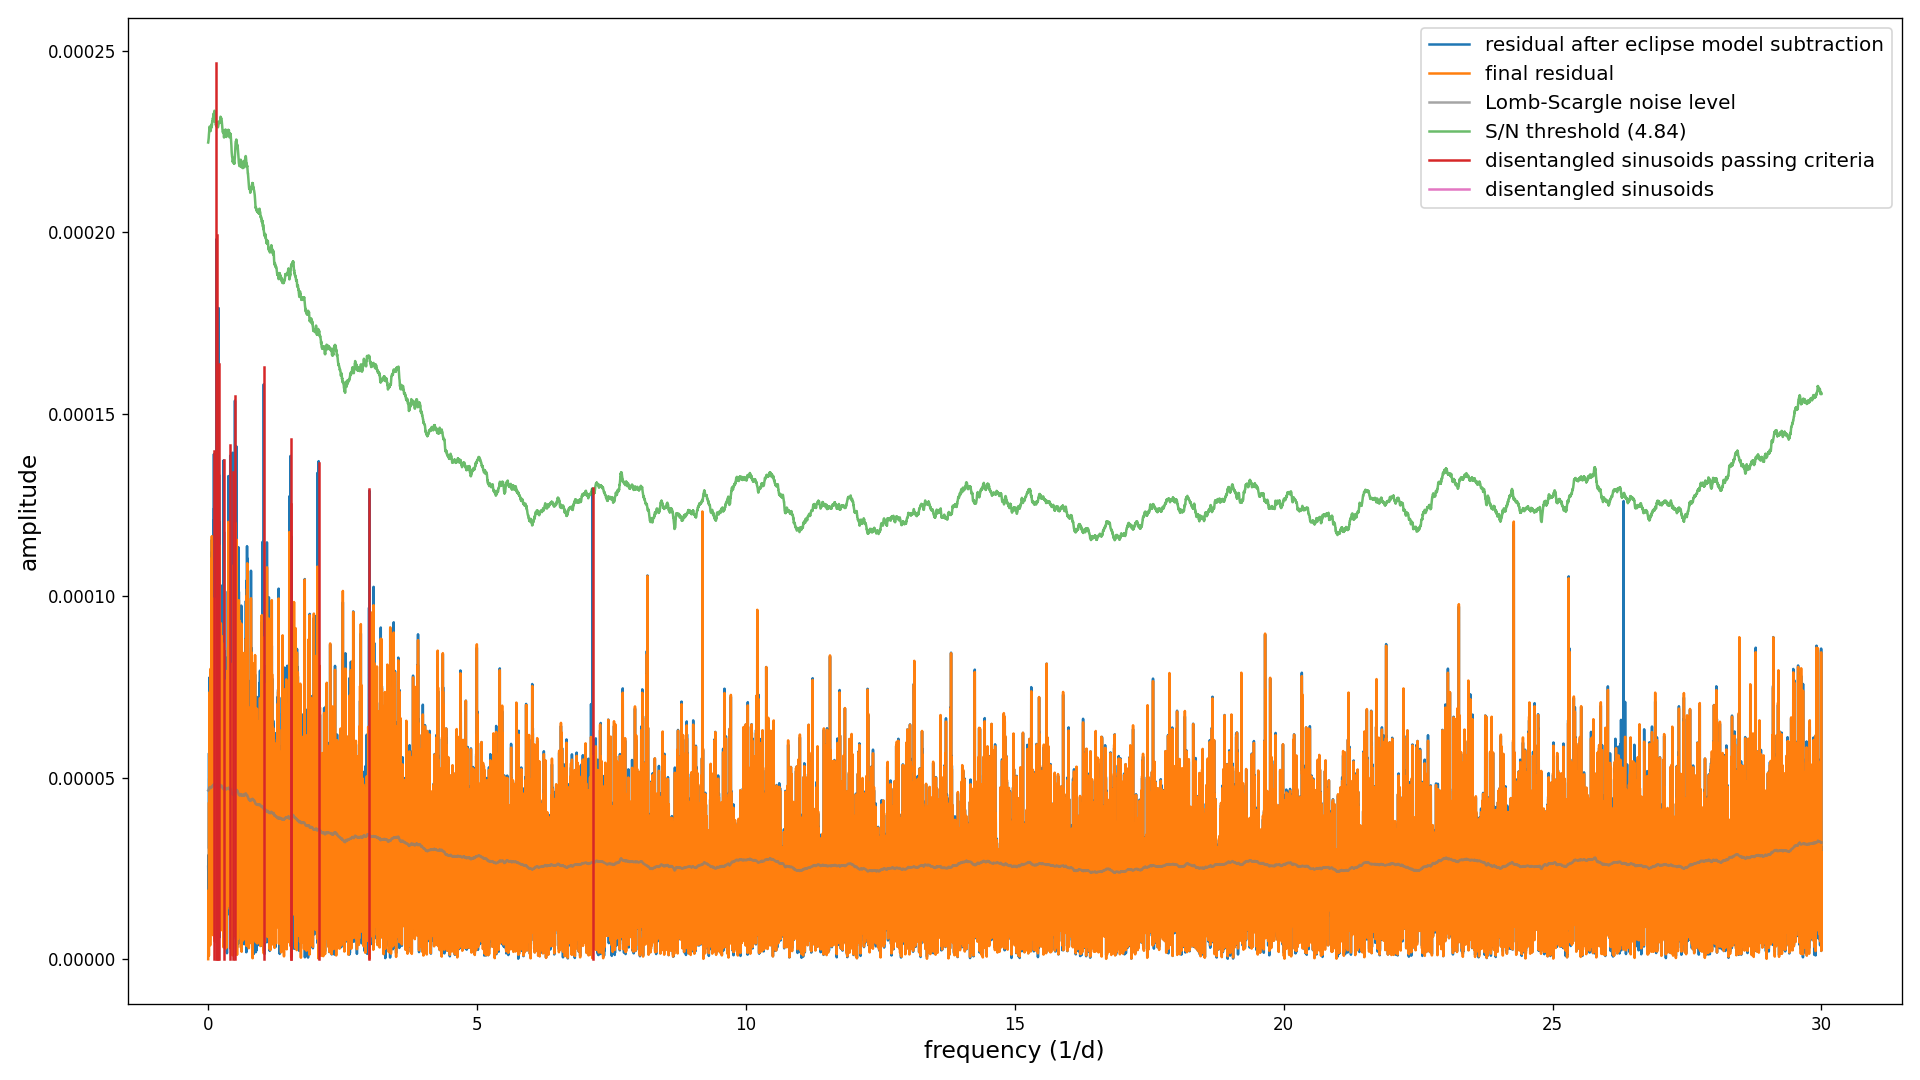 0.00025
0.00020
0.00015
0.00010
0.00005
0.00000
amplitude
residual after eclipse model subtraction
final residual
Lomb-Scargle noise level
S/N threshold (4.84)
disentangled sinusoids passing criteria
disentangled sinusoids
0 5 10 15 20 25 30
frequency (1/d)